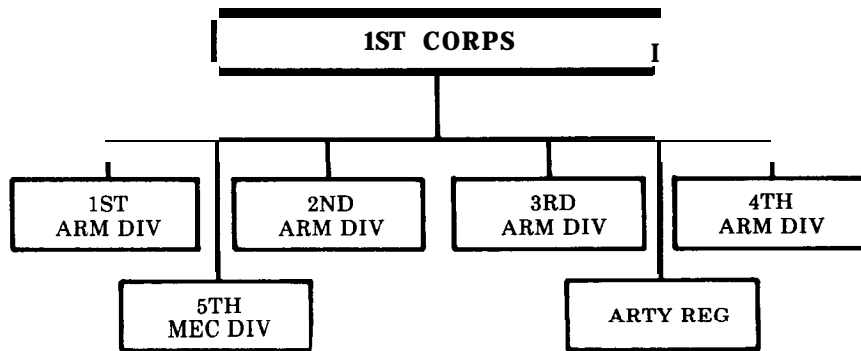 1ST CORPS
1ST
ARM DIV
2ND
ARM DIV
3RD
ARM DIV
4TH
ARM DIV
5TH
MEC DIV
ARTY REG